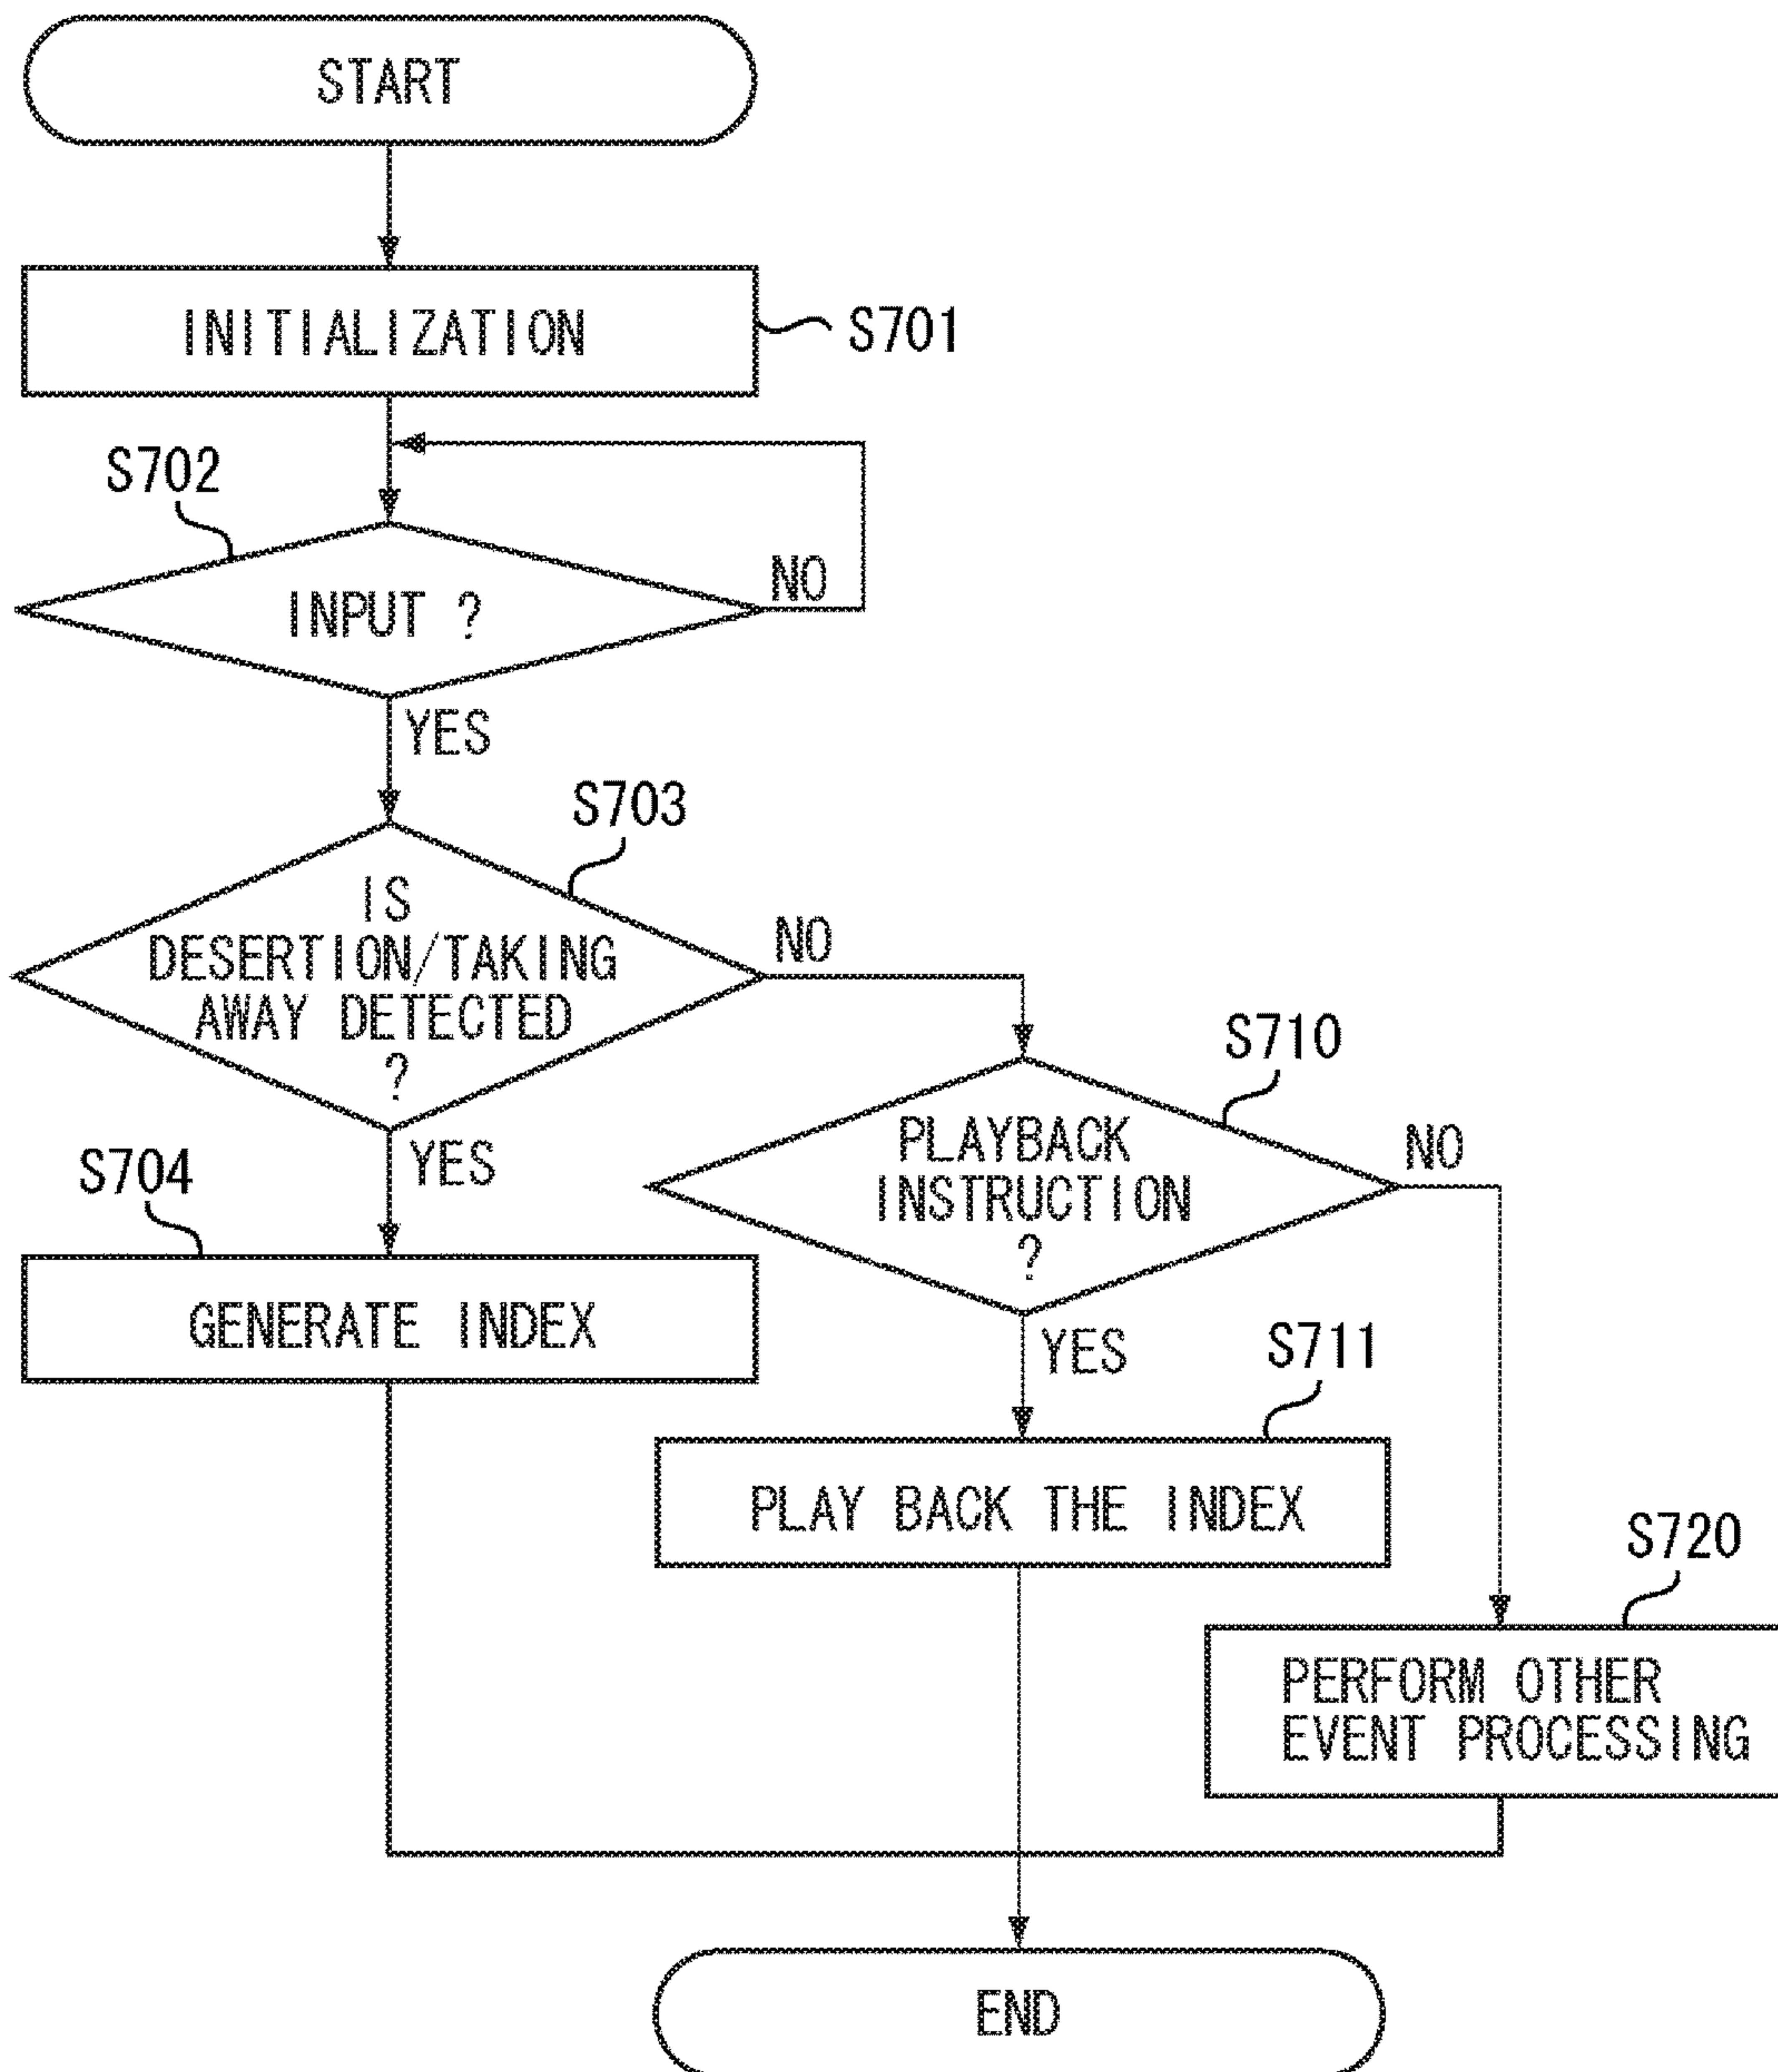 START
INITIALIZATION
S701
S702
INPUT ?
NO
YES
S703
IS
DESERTION/TAKING
AWAY DETECTED
?
NO
YES
S710
PLAYBACK
INSTRUCTION
?
NO
YES
S704
GENERATE INDEX
S711
PLAY BACK THE INDEX
S720
PERFORM OTHER
EVENT PROCESSING
END